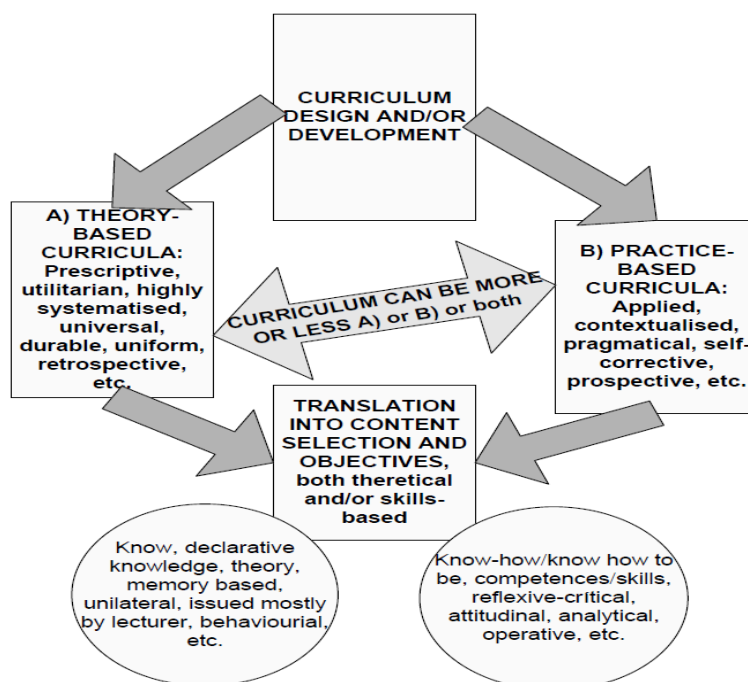 CURRICULUM
DESIGN AND/OR
DEVELOPMENT
A) THEORY-
BASED
CURRICULA:
Prescriptive,
utilitarian, highly
systematised,
universal,
durable, uniform,
retrospective,
etc.
CURRICULUM CAN BE MORE
OR LESS A) or B) or both
B) PRACTICE-
BASED
CURRICULA:
Applied,
contextualised,
pragmatical, self-
corrective,
prospective, etc.
TRANSLATION
INTO CONTENT
SELECTION AND
OBJECTIVES,
both theretical
and/or skills-
based
Know, declarative
knowledge, theory,
memory based,
unilateral, issued mostly
by lecturer, behaviourial,
etc.
Know-how/know how to
be, competences/skills,
reflexive-crítical,
attitudinal, analytical,
operative, etc.